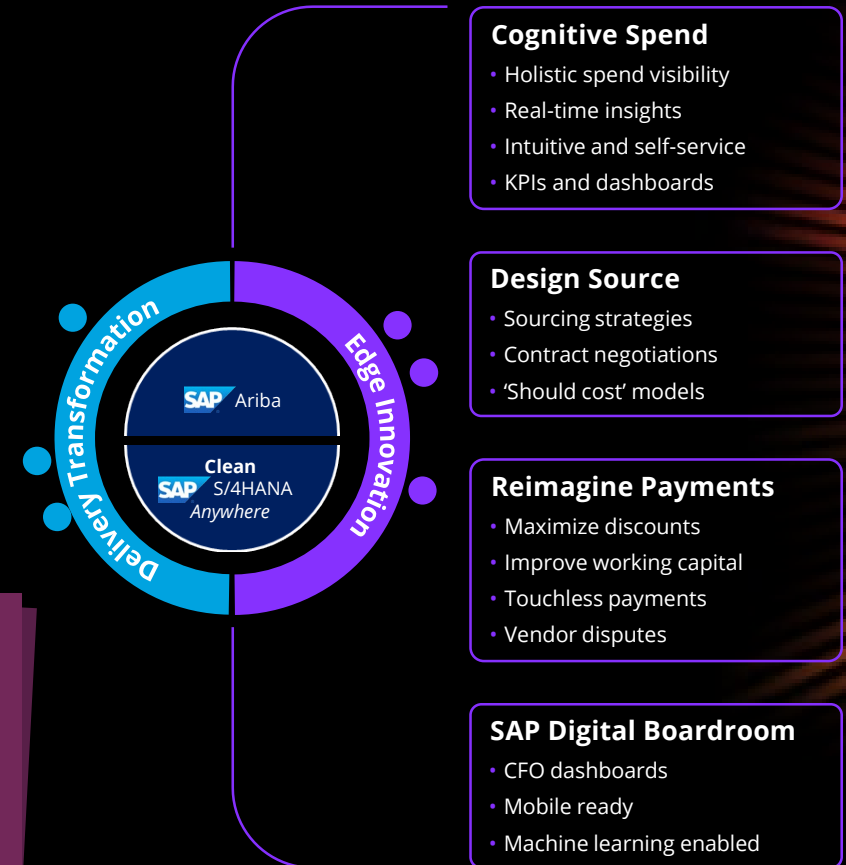 Cognitive Spend
• Holistic spend visibility
• Real-time insights
• Intuitive and self-service
• KPIs and dashboards
Design Source
• Sourcing strategies
• Contract negotiations
• ‘Should cost’ models
Reimagine Payments
• Maximize discounts
• Improve working capital
• Touchless payments
• Vendor disputes
SAP Digital Boardroom
• CFO dashboards
• Mobile ready
• Machine learning enabled
Delivery Transformation
Edge Innovation
SAP Ariba
Clean
SAP S/4HANA
Anywhere